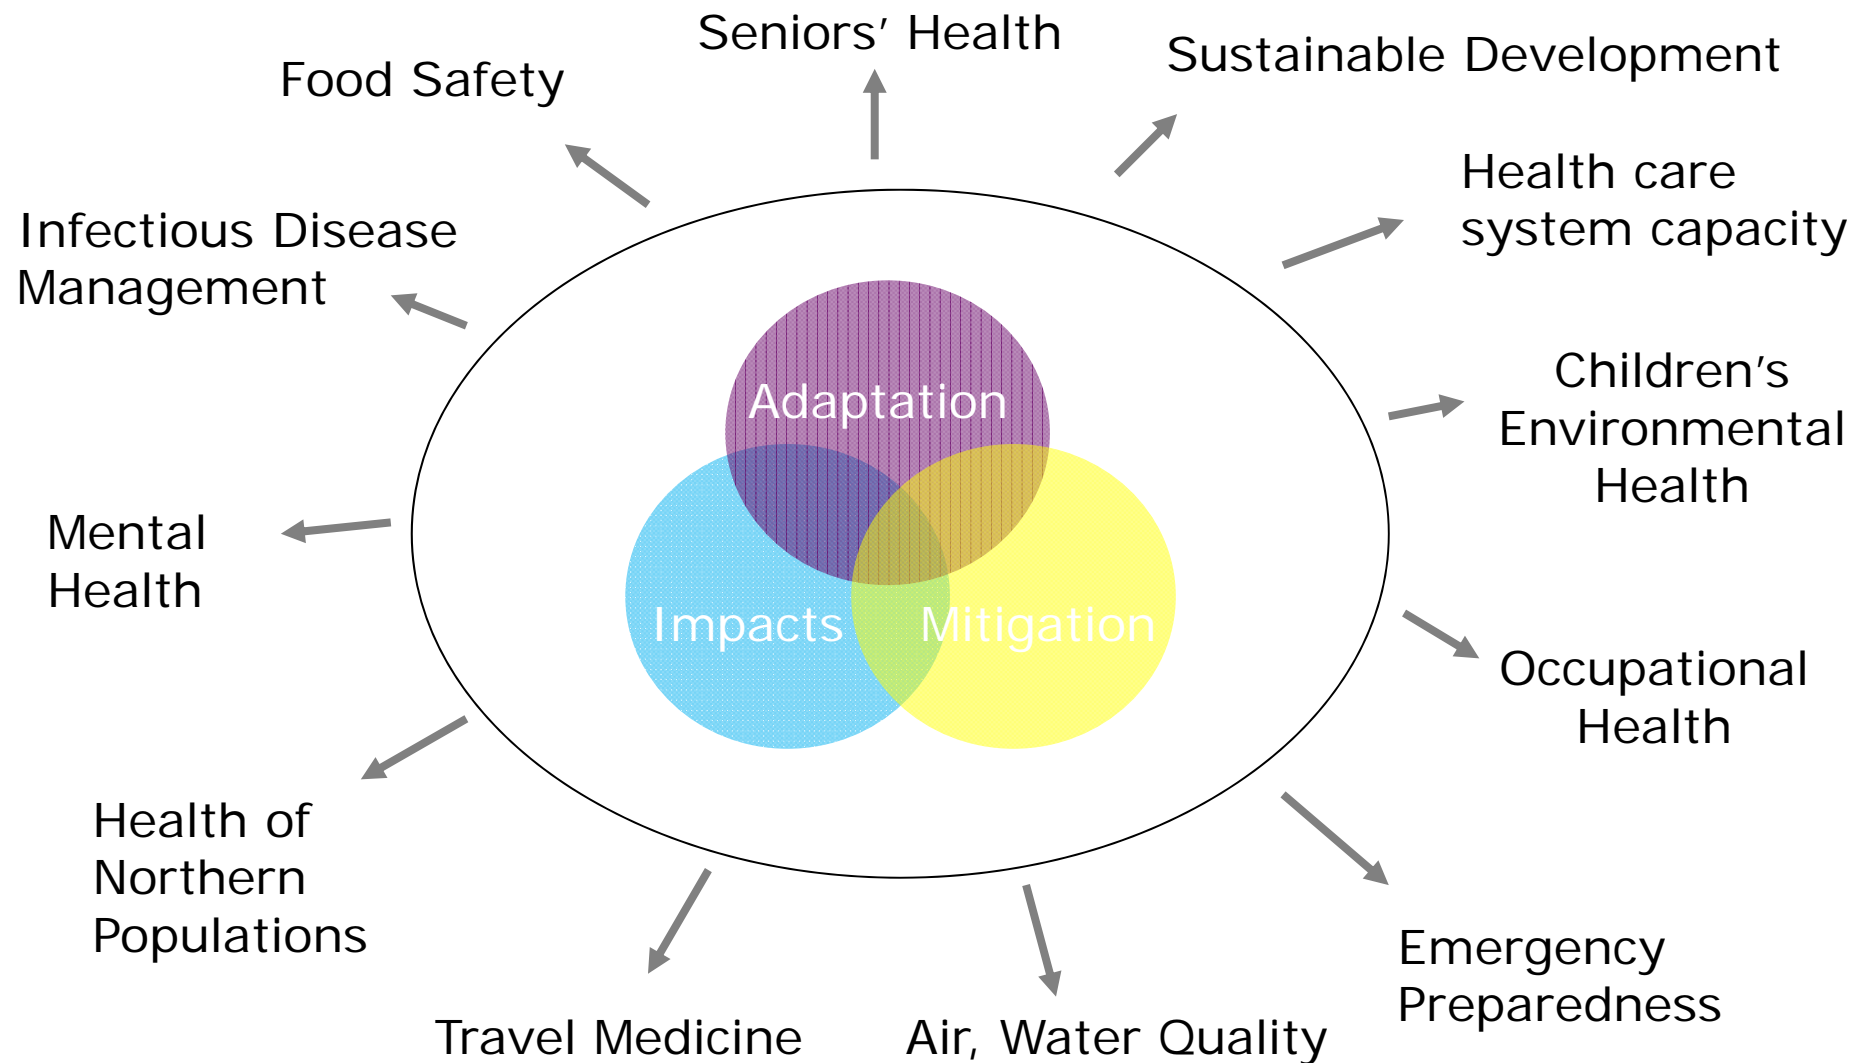 Seniors’ Health
Sustainable Development
Food Safety
Health care
system capacity
Infectious Disease
Management
Children’s
Environmental
Health
Adaptation
Mental
Health
Impacts
Mitigation
Occupational
Health
Health of
Northern
Populations
Emergency
Preparedness
Travel Medicine
Air, Water Quality